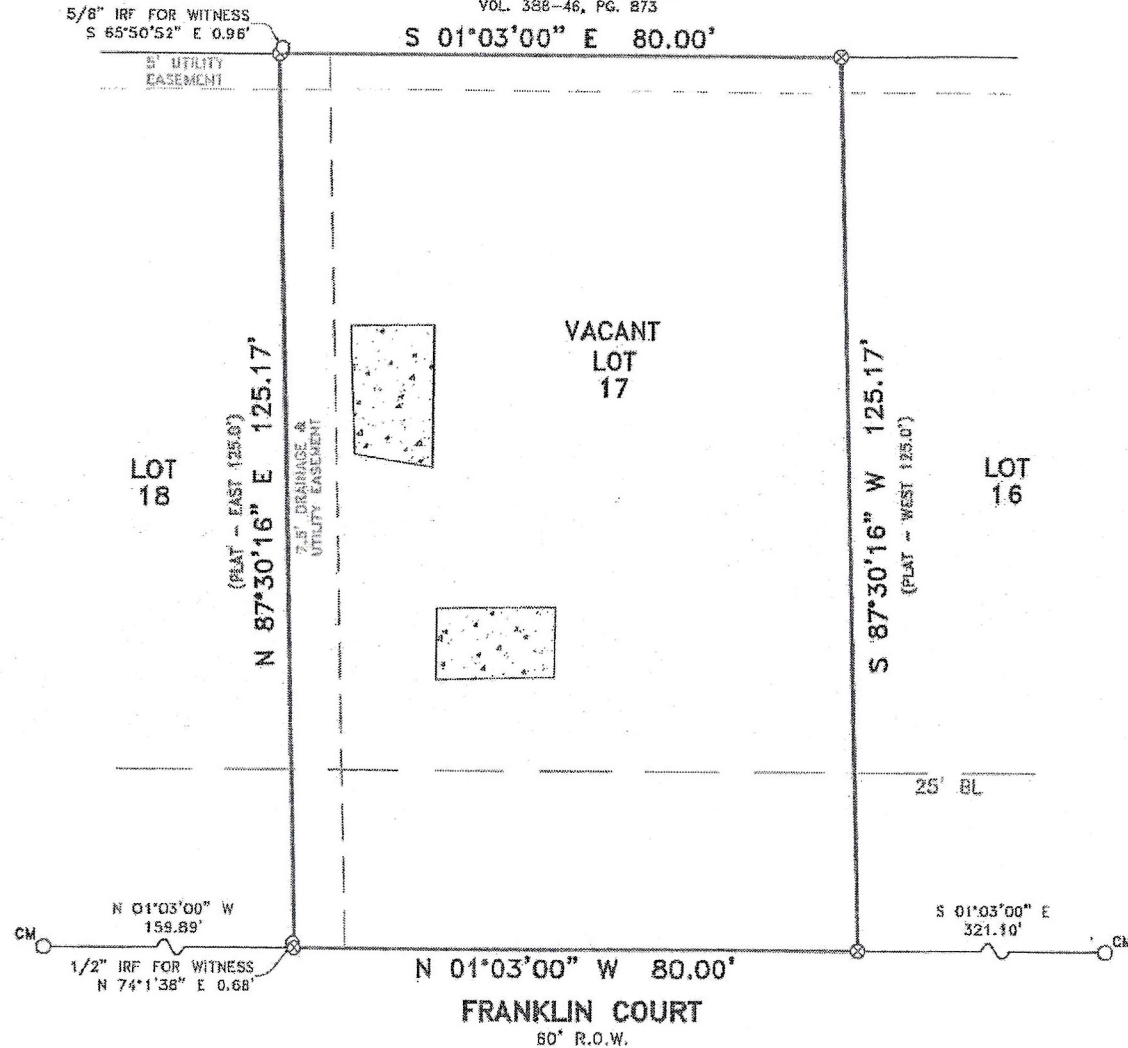 VOL. 388-46, PG. 873
5/8" IRF FOR WITNESS
S 65°50'52" E 0.96'
S 01°03'00" E 80.00'
5' UTILITY
EASEMENT
VACANT
LOT
17
LOT
18
(PLAT - EAST 125.0')
N 87°30'16" E 125.17'
7.5' DRAINAGE &
UTILITY EASEMENT
S 87°30'16" W 125.17'
(PLAT - WEST 125.0')
LOT
16
25' BL
N 01°03'00" W
159.89'
CM
S 01°03'00" E
321.10'
CM
1/2" IRF FOR WITNESS
N 74°1'38" E 0.68'
N 01°03'00" W 80.00'
FRANKLIN COURT
R.O.W.